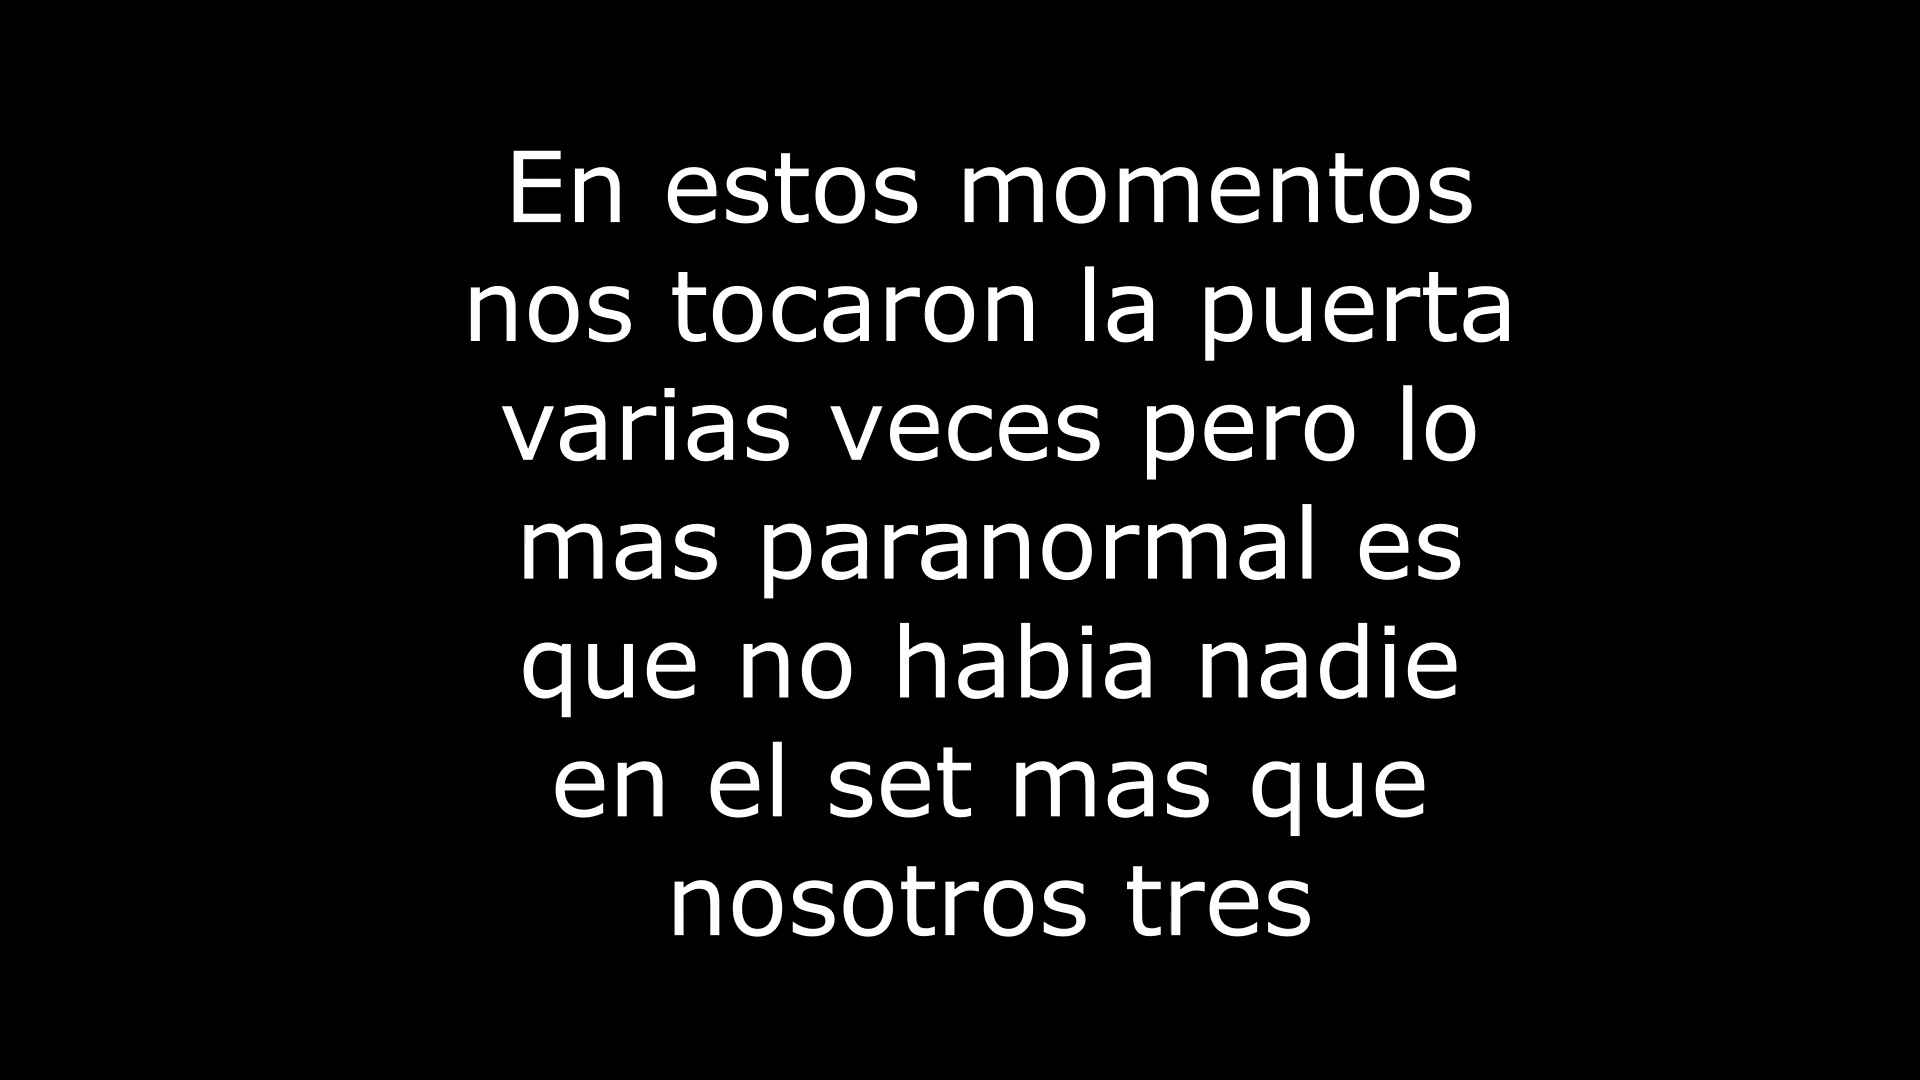 En estos momentos
nos tocaron la puerta
varias veces pero lo
mas paranormal es
que no habia nadie
en el set mas que
nosotros tres